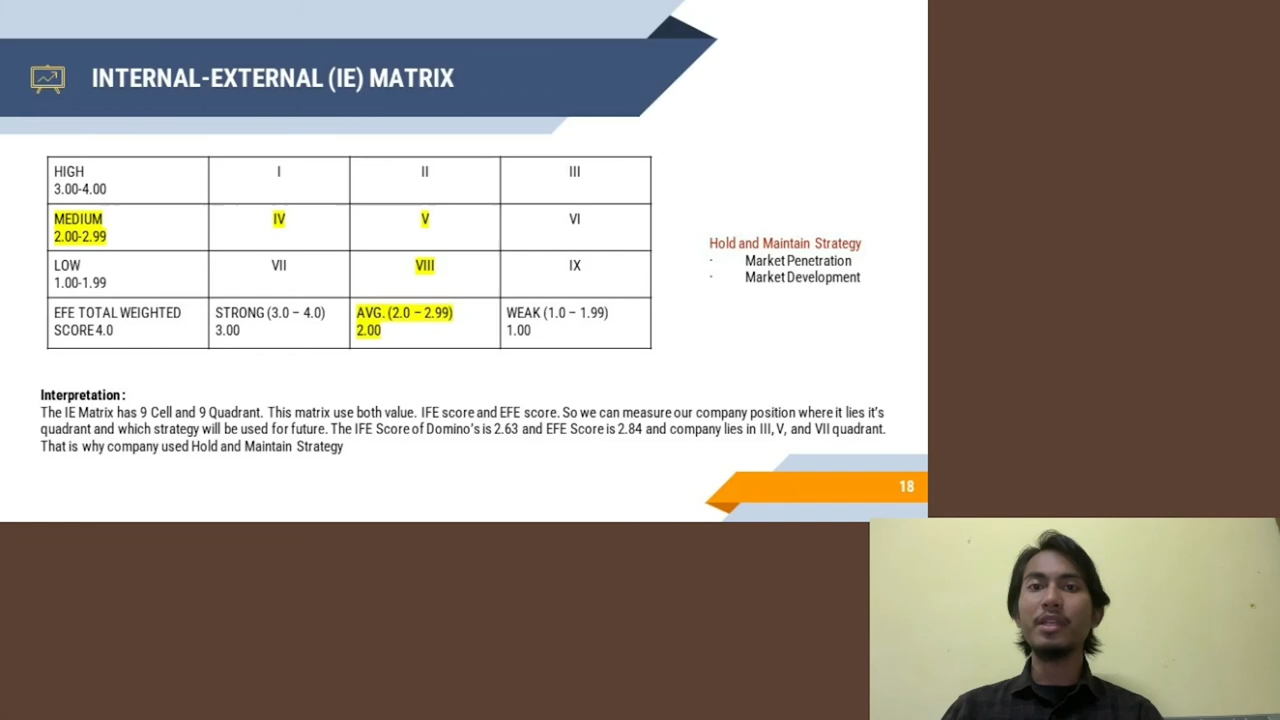 INTERNAL-EXTERNAL (IE) MATRIX
HIGH
3.00-4.00
I
II
III
MEDIUM
2.00-2.99
IV
V
VI
LOW
1.00-1.99
VII
VIII
IX
EFE TOTAL WEIGHTED
SCORE 4.0
STRONG (3.0 – 4.0)
3.00
AVG. (2.0 – 2.99)
2.00
WEAK (1.0 – 1.99)
1.00
Hold and Maintain Strategy
· Market Penetration
· Market Development
Interpretation :
The IE Matrix has 9 Cell and 9 Quadrant. This matrix use both value. IFE score and EFE score. So we can measure our company position where it lies it's
quadrant and which strategy will be used for future. The IFE Score of Domino's is 2.63 and EFE Score is 2.84 and company lies in III, V, and VII quadrant.
That is why company used Hold and Maintain Strategy
18